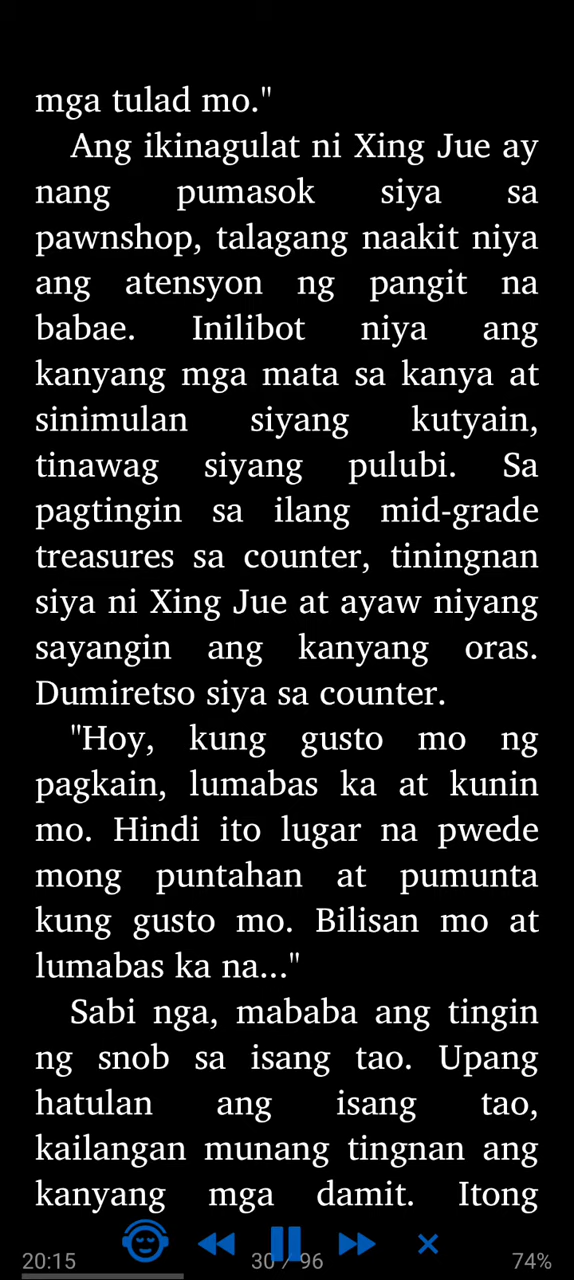 mga tulad mo."
Ang ikinagulat ni Xing Jue ay
nang pumasok siya sa
pawnshop, talagang naakit niya
ang atensyon ng pangit na
babae. Inilibot niya ang
kanyang mga mata sa kanya at
sinimulan siyang kutyain,
tinawag siyang pulubi. Sa
pagtingin sa ilang mid-grade
treasures sa counter, tiningnan
siya ni Xing Jue at ayaw niyang
sayangin ang kanyang oras.
Dumiretso siya sa counter.
"Hoy, kung gusto mo ng
pagkain, lumabas ka at kunin
mo. Hindi ito lugar na pwede
mong puntahan at pumunta
kung gusto mo. Bilisan mo at
lumabas ka na..."
Sabi nga, mababa ang tingin
ng snob sa isang tao. Upang
hatulan ang isang tao,
kailangan munang tingnan ang
kanyang mga damit. Itong
20:15 30 / 96 74%